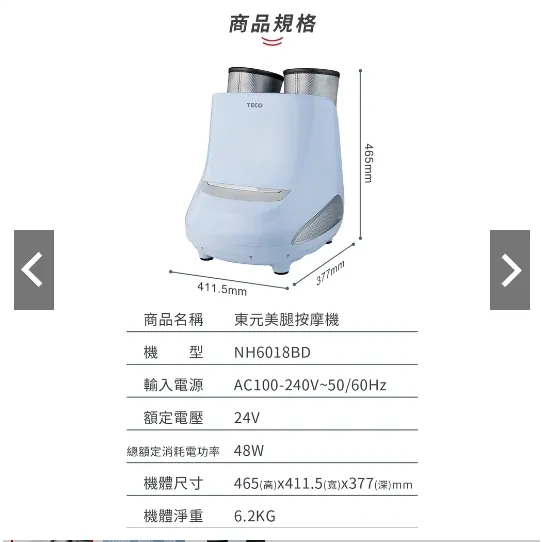 商品規格
TECO
465mm
377mm
411.5mm
商品名稱 東元美腿按摩機
機型 NH6018BD
輸入電源 AC100-240V~50/60Hz
額定電壓 24V
總額定消耗電功率 48W
機體尺寸 465(高)x411.5(寬)x377(深)mm
機體淨重 6.2KG